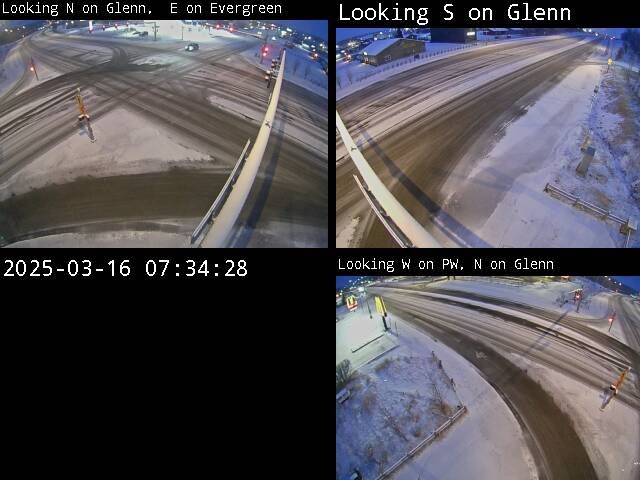 Looking N on Glenn,  E on Evergreen
Looking S on Glenn
2025-03-16 07:34:28
Looking W on PW, N on Glenn